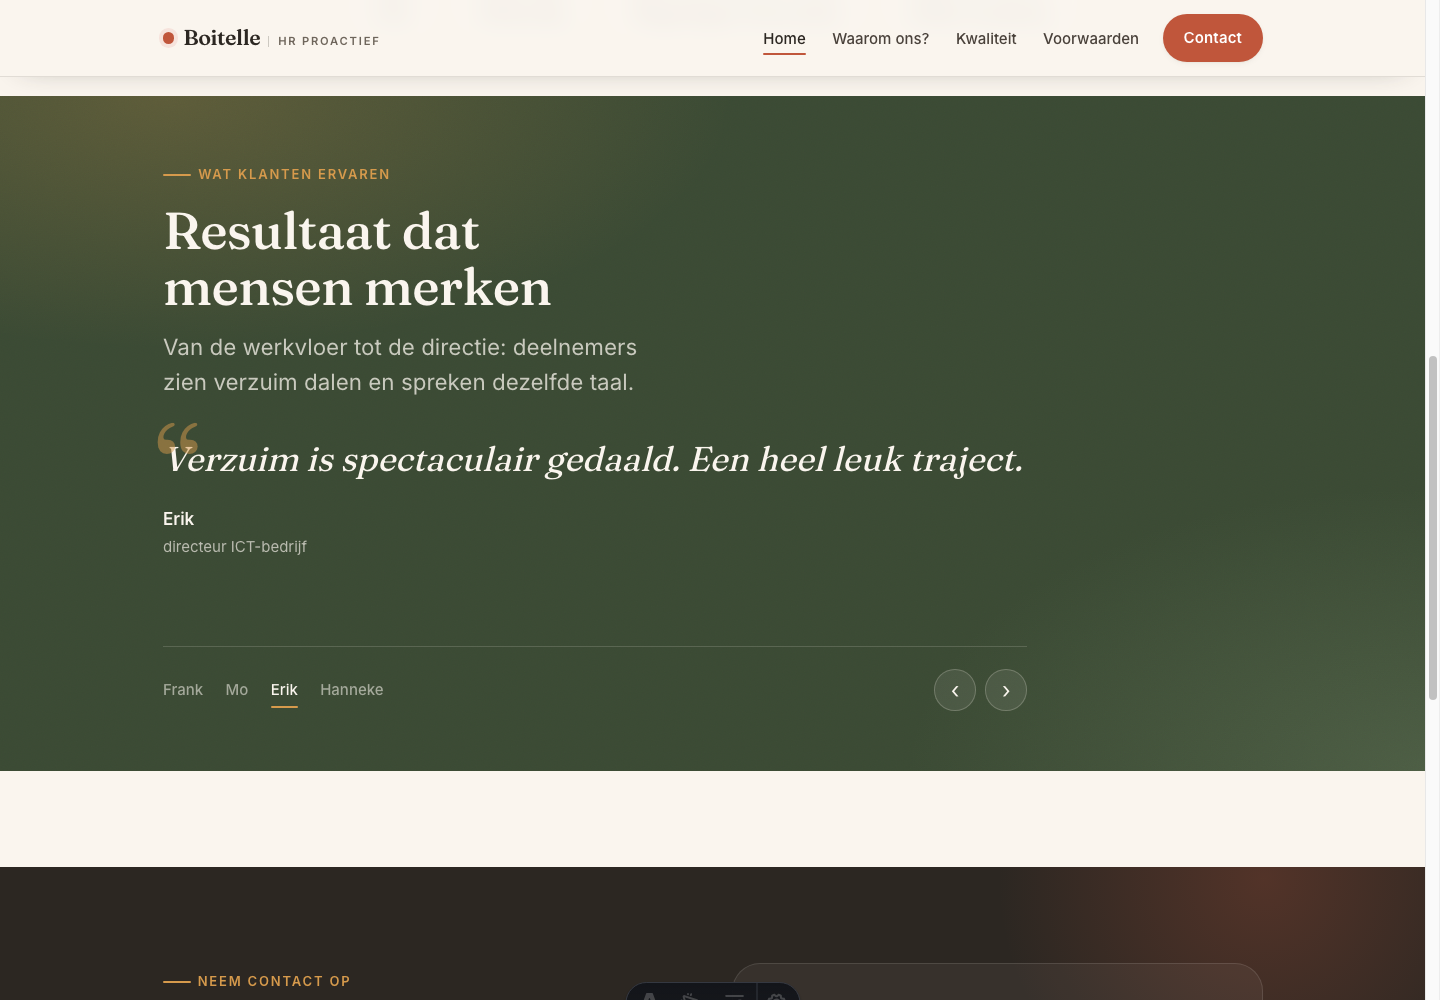 Boitelle | HR PROACTIEF
Home
Waarom ons?
Kwaliteit
Voorwaarden
Contact
WAT KLANTEN ERVAREN
Resultaat dat
mensen merken
Van de werkvloer tot de directie: deelnemers
zien verzuim dalen en spreken dezelfde taal.
“
Verzuim is spectaculair gedaald. Een heel leuk traject.
Erik
directeur ICT-bedrijf
Frank
Mo
Erik
Hanneke
‹
›
NEEM CONTACT OP